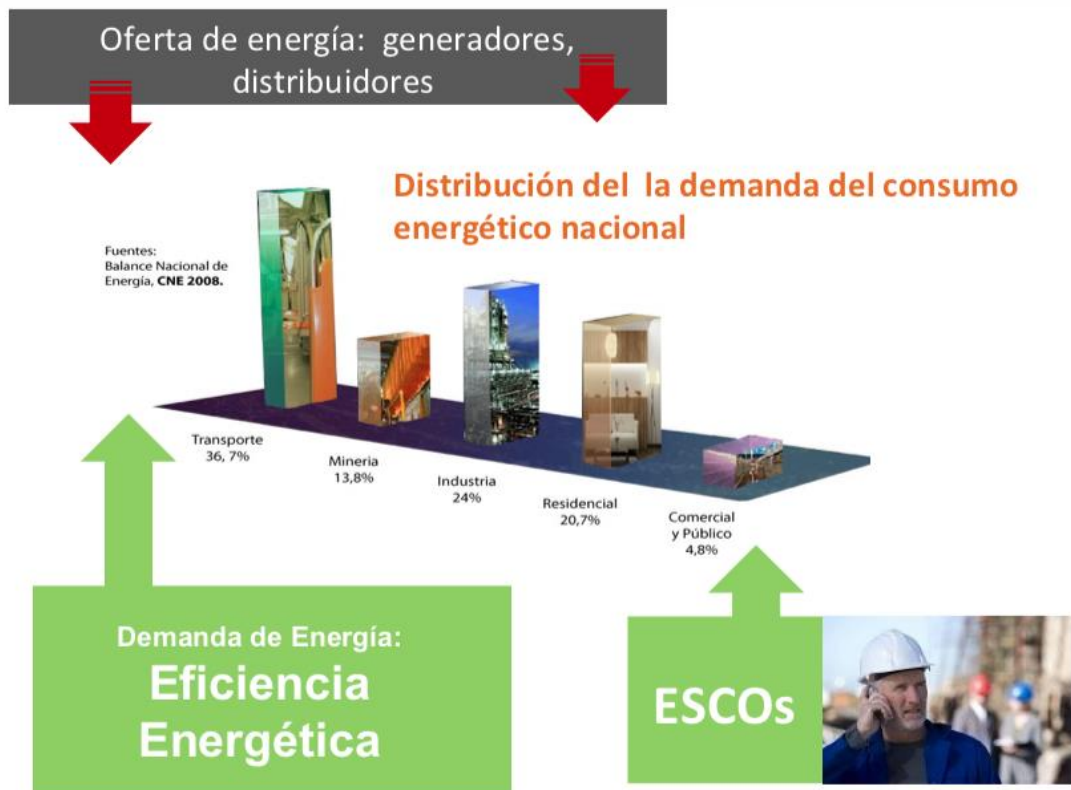 Oferta de energía: generadores,
distribuidores
Distribución del la demanda del consumo
energético nacional
Fuentes:
Balance Nacional de
Energía, CNE 2008.
Transporte
36, 7%
Mineria
13,8%
Industria
24%
Residencial
20,7%
Comercial
y Público
4,8%
Demanda de Energía:
Eficiencia
Energética
ESCOs